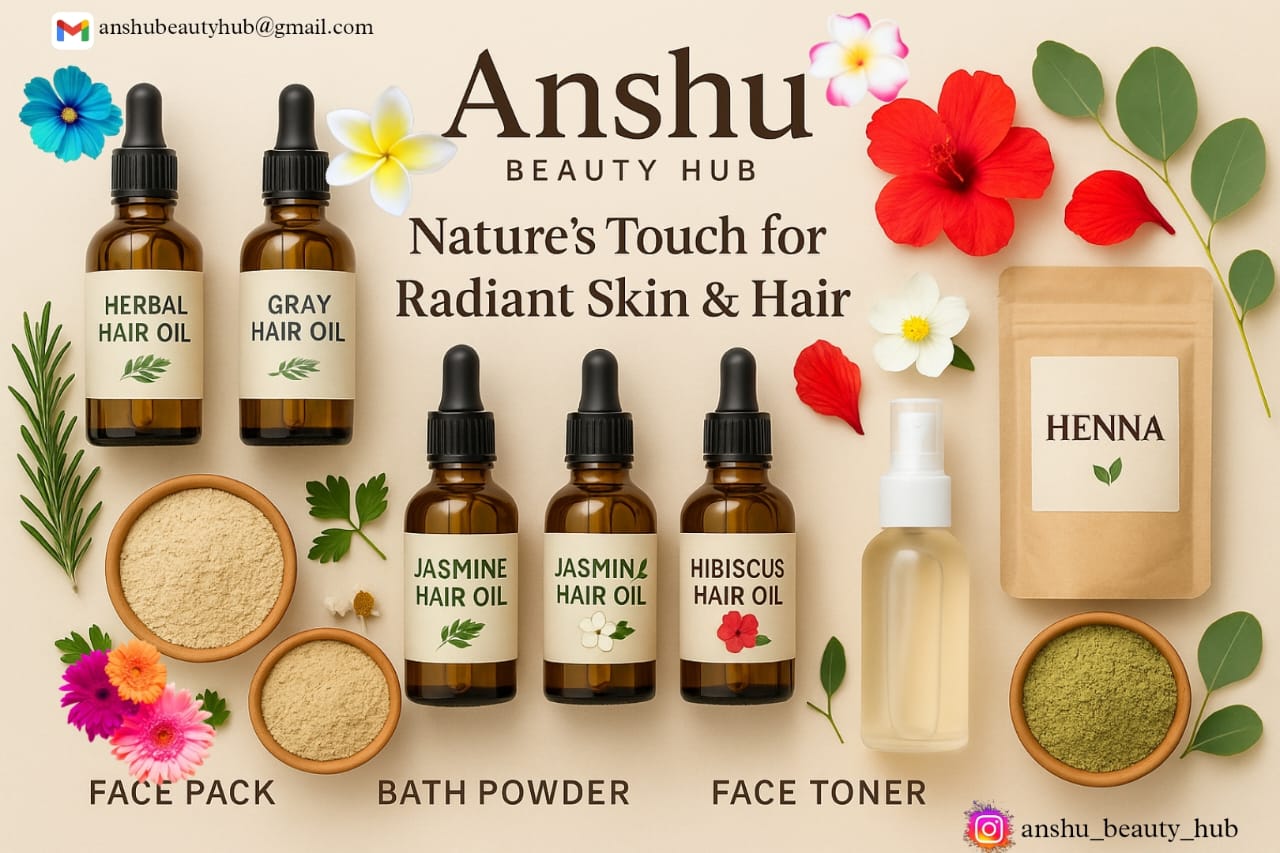 anshubeautyhub@gmail.com
Anshu
BEAUTY HUB
Nature's Touch for
Radiant Skin & Hair
HERBAL
HAIR OIL
GRAY
HAIR OIL
JASMINE
HAIR OIL
JASMIN
HAIR OIL
HIBISCUS
HAIR OIL
HENNA
FACE PACK
BATH POWDER
FACE TONER
anshu_beauty_hub